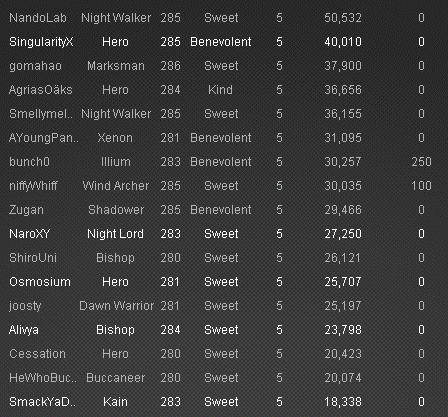 NandoLab Night Walker 285 Sweet 5 50,532 0
SingularityX Hero 285 Benevolent 5 40,010 0
gomahao Marksman 286 Sweet 5 37,900 0
AgriasOàks Hero 284 Kind 5 36,656 0
Smellymel.. Night Walker 285 Sweet 5 36,155 0
AYoungPan.. Xenon 281 Benevolent 5 31,095 0
bunch0 Illium 283 Benevolent 5 30,257 250
niffyWhiff Wind Archer 285 Sweet 5 30,035 100
Zugan Shadower 285 Benevolent 5 29,466 0
NaroXY Night Lord 283 Sweet 5 27,250 0
ShiroUni Bishop 280 Sweet 5 26,121 0
Osmosium Hero 281 Sweet 5 25,707 0
joosty Dawn Warrior 281 Sweet 5 25,197 0
Alivya Bishop 284 Sweet 5 23,798 0
Cessation Hero 280 Sweet 5 20,423 0
HeWhoBuc.. Buccaneer 280 Sweet 5 20,074 0
SmackYaD.. Kain 283 Sweet 5 18,338 0